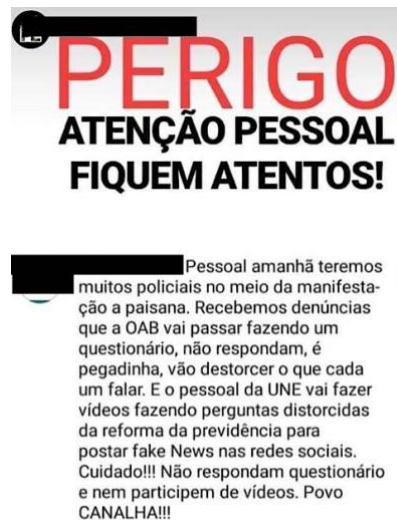 PERIGO
ATENÇÃO PESSOAL
FIQUEM ATENTOS!
Pessoal amanhã teremos
muitos policiais no meio da manifesta-
ção a paisana. Recebemos denúncias
que a OAB vai passar fazendo um
questionário, não respondam, é
pegadinha, vão destorcer o que cada
um falar. E o pessoal da UNE vai fazer
vídeos fazendo perguntas distorcidas
da reforma da previdência para
postar fake News nas redes sociais.
Cuidado!!! Não respondam questionário
e nem participem de vídeos. Povo
CANALHA!!!